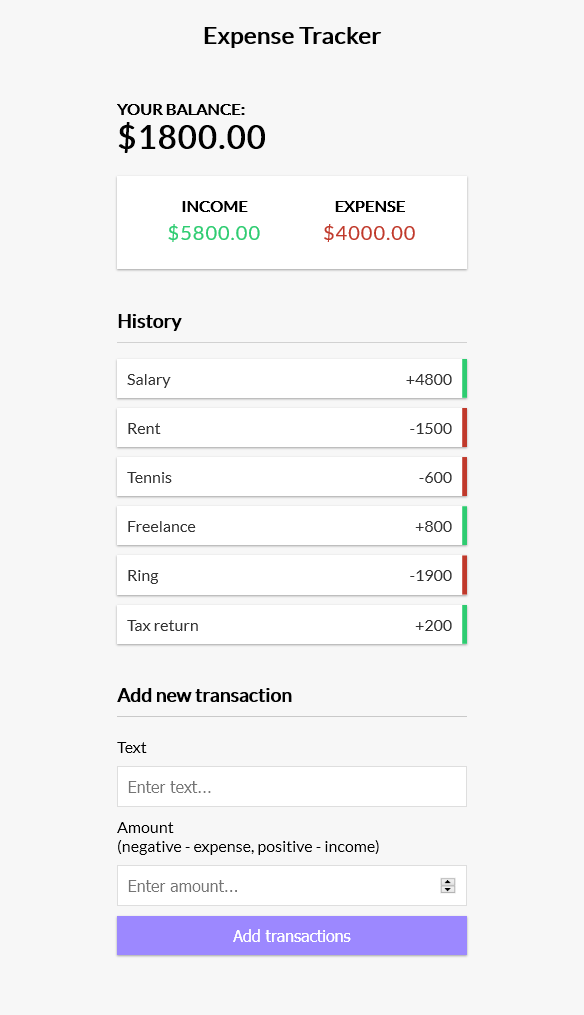 Expense Tracker
YOUR BALANCE:
$1800.00
INCOME EXPENSE
$5800.00 $4000.00
History
Salary +4800
Rent -1500
Tennis -600
Freelance +800
Ring -1900
Tax return +200
Add new transaction
Text
Enter text...
Amount
(negative - expense, positive - income)
Enter amount...
Add transactions